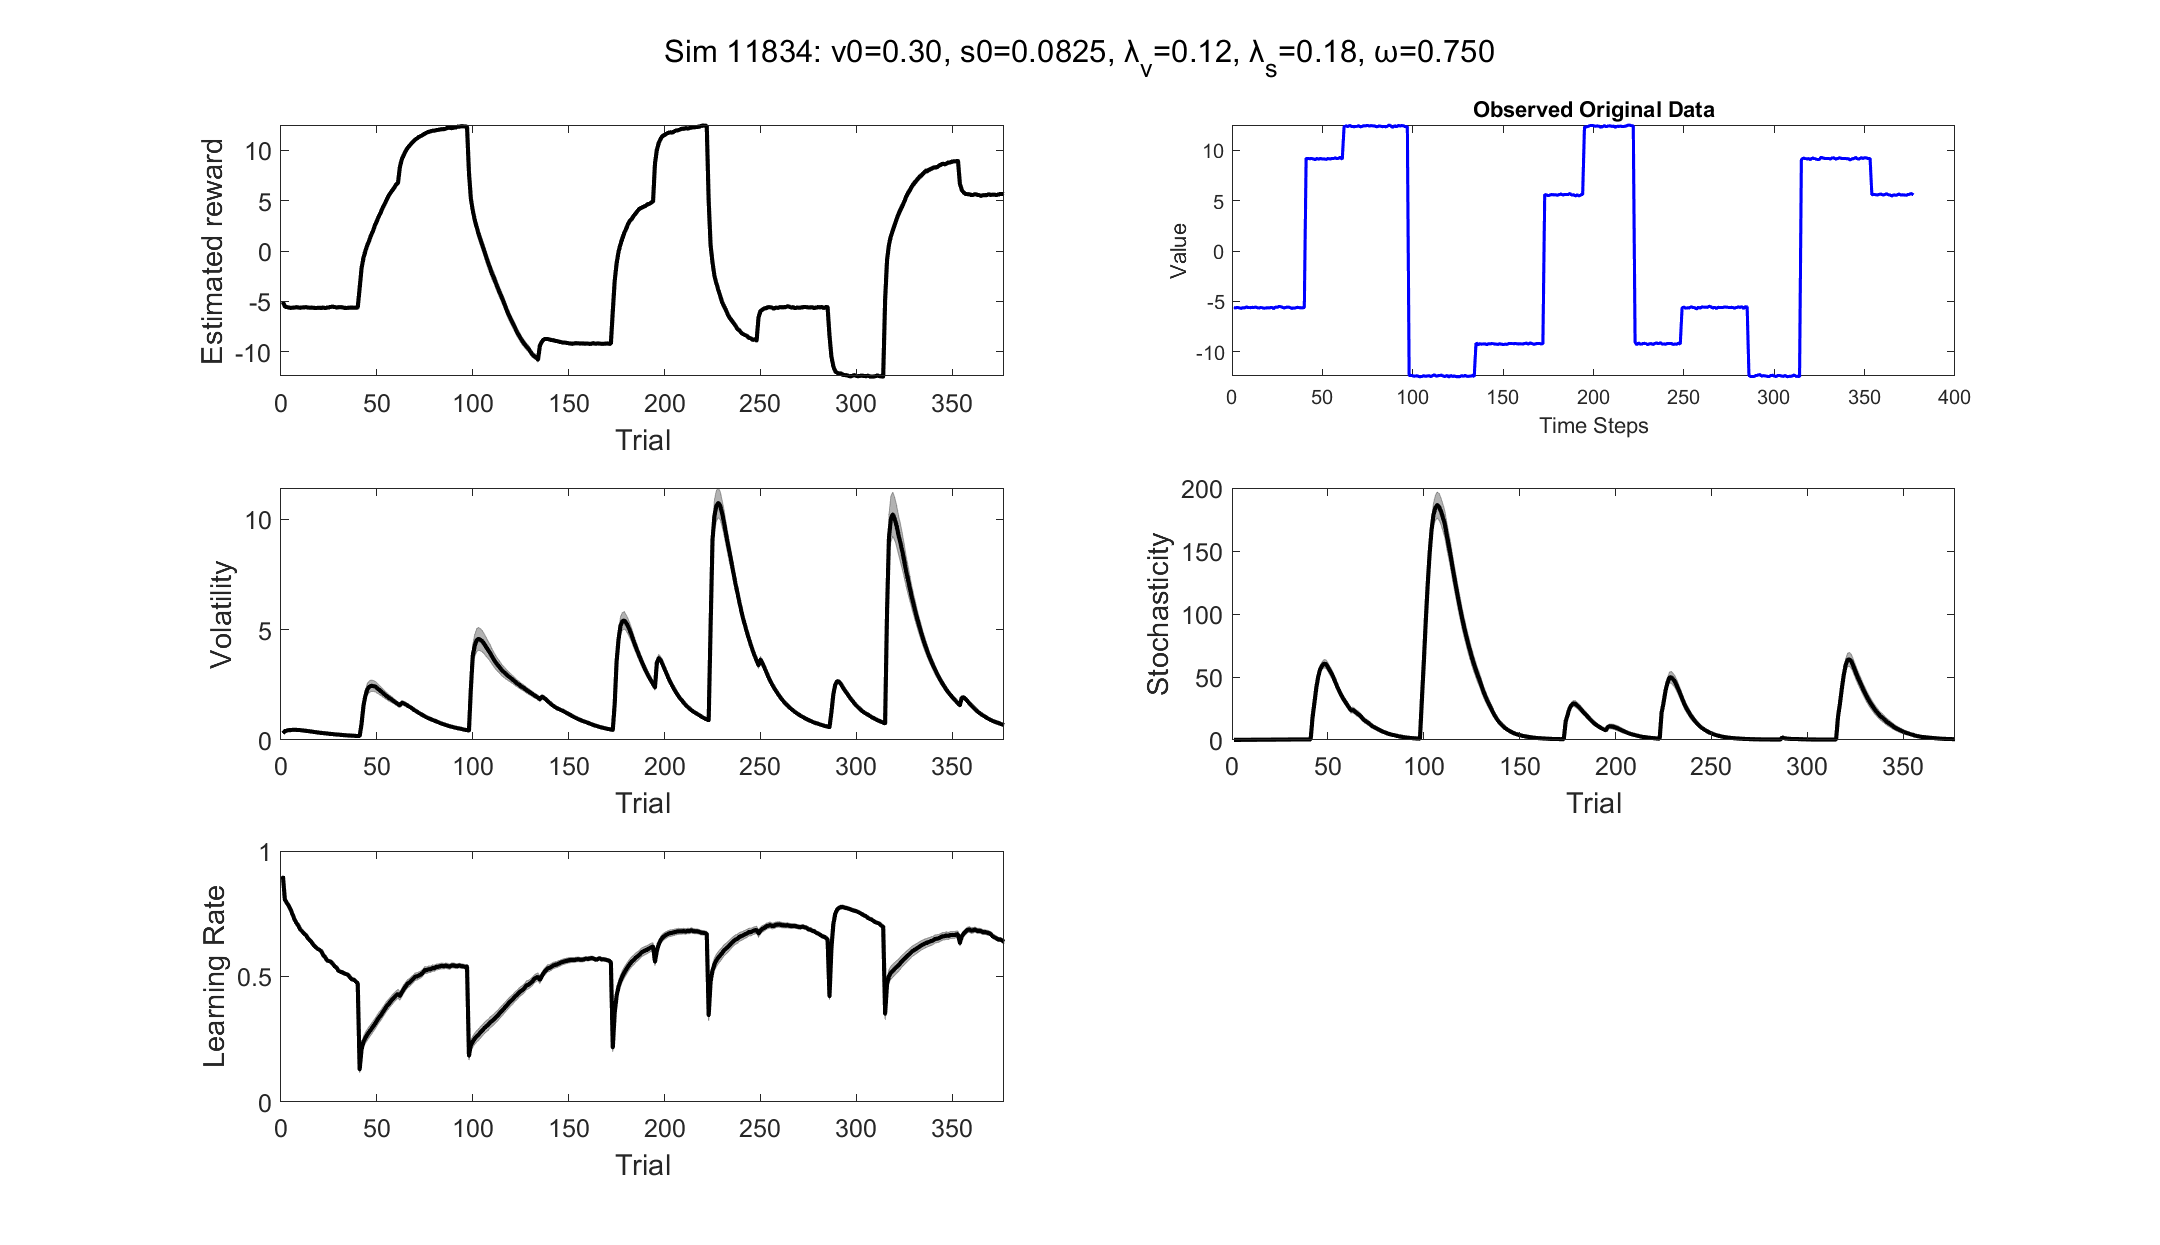 Sim 11834: v0=0.30, s0=0.0825, λ_v=0.12, λ_s=0.18, ω=0.750
Estimated reward
10
5
0
-5
-10
0 50 100 150 200 250 300 350
Trial
Observed Original Data
Value
10
5
0
-5
-10
0 50 100 150 200 250 300 350 400
Time Steps
Volatility
10
5
0
0 50 100 150 200 250 300 350
Trial
Stochasticity
200
150
100
50
0
0 50 100 150 200 250 300 350
Trial
Learning Rate
1
0.5
0
0 50 100 150 200 250 300 350
Trial